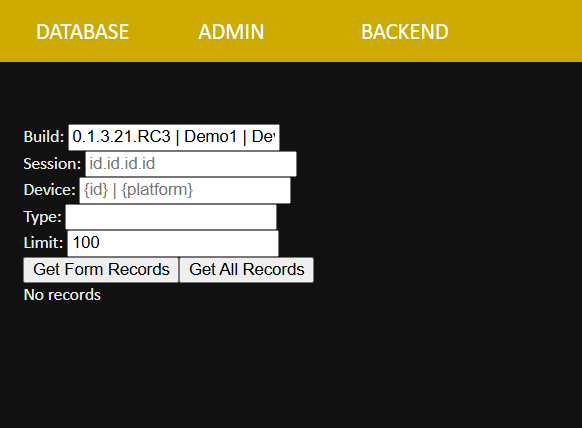 DATABASE ADMIN BACKEND
Build: 0.1.3.21.RC3 | Demo1 | Dev
Session: id.id.id.id
Device: {id} | {platform}
Type:
Limit: 100
Get Form Records Get All Records
No records